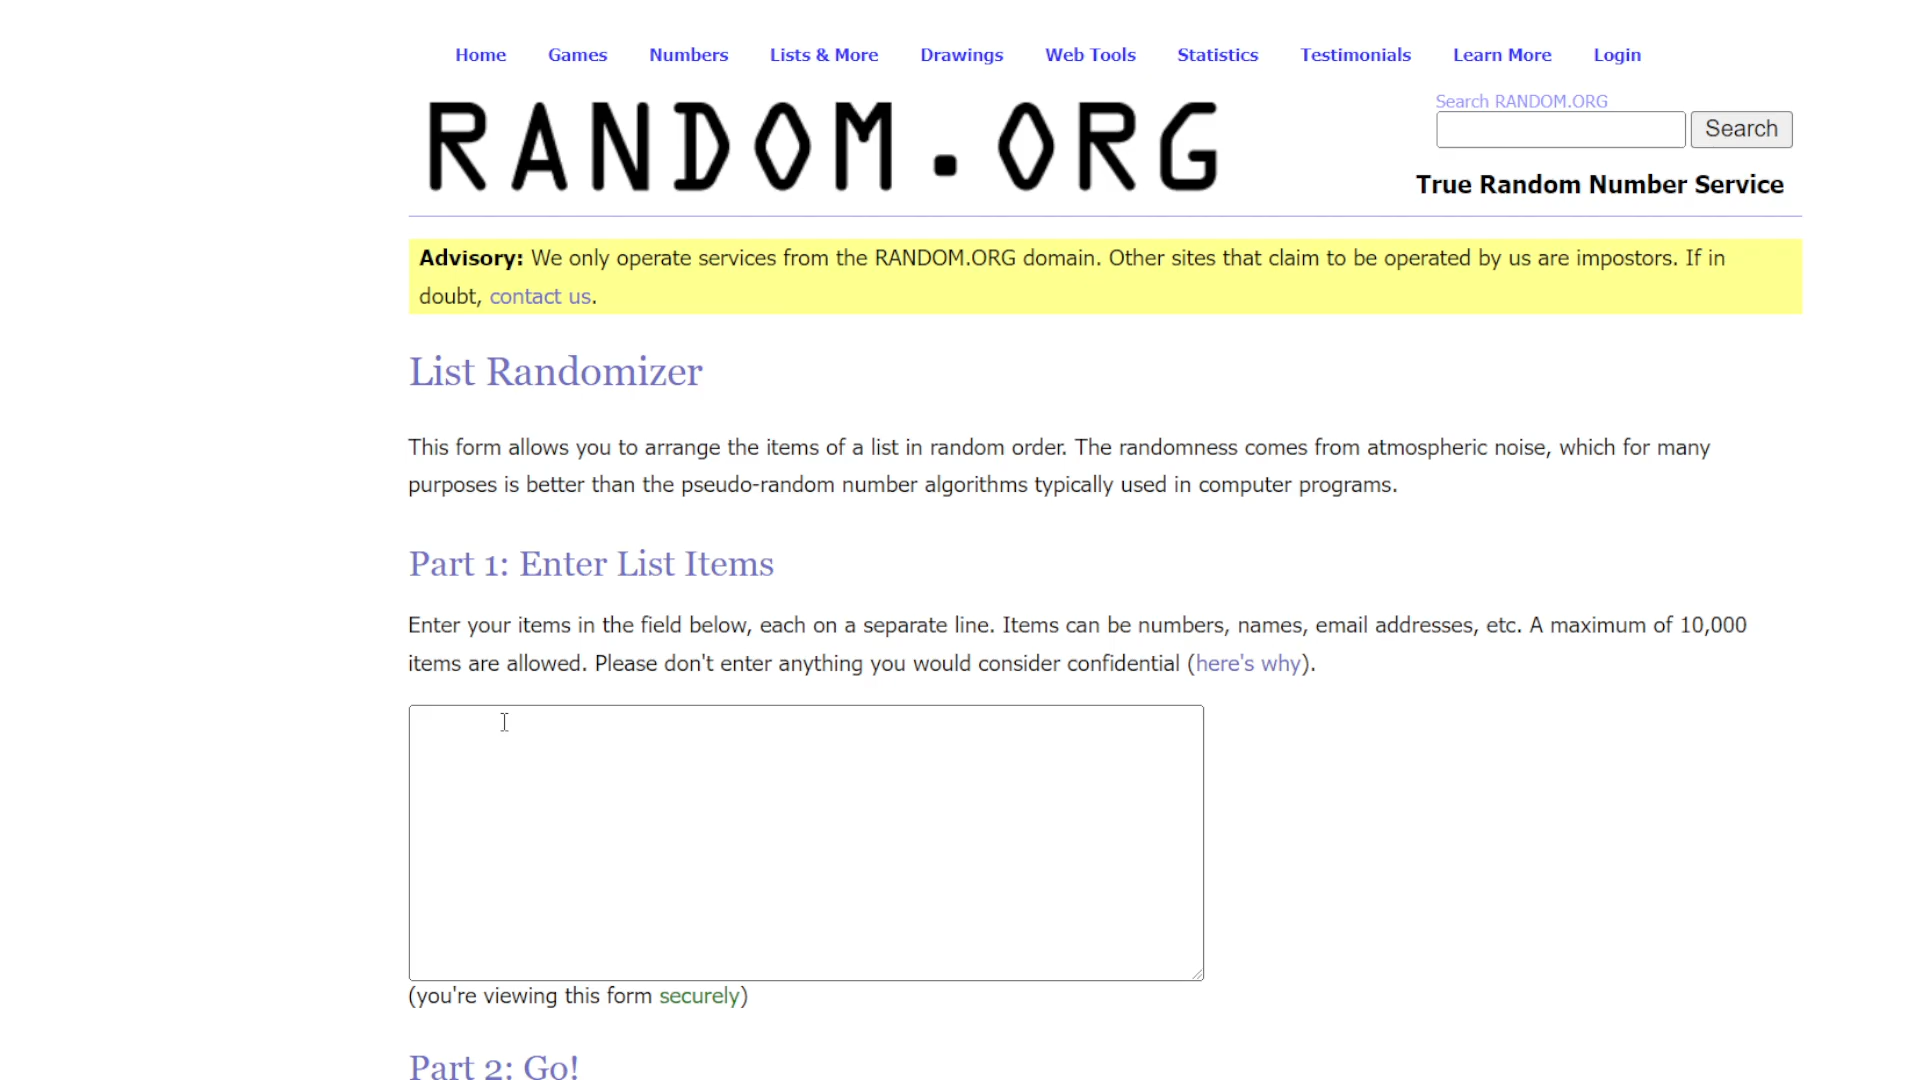 Home Games Numbers Lists & More Drawings Web Tools Statistics Testimonials Learn More Login
RANDOM.ORG
Search RANDOM.ORG
Search
True Random Number Service
Advisory: We only operate services from the RANDOM.ORG domain. Other sites that claim to be operated by us are impostors. If in
doubt, contact us.
List Randomizer
This form allows you to arrange the items of a list in random order. The randomness comes from atmospheric noise, which for many
purposes is better than the pseudo-random number algorithms typically used in computer programs.
Part 1: Enter List Items
Enter your items in the field below, each on a separate line. Items can be numbers, names, email addresses, etc. A maximum of 10,000
items are allowed. Please don't enter anything you would consider confidential (here's why).
(you're viewing this form securely)
Part 2: Go!